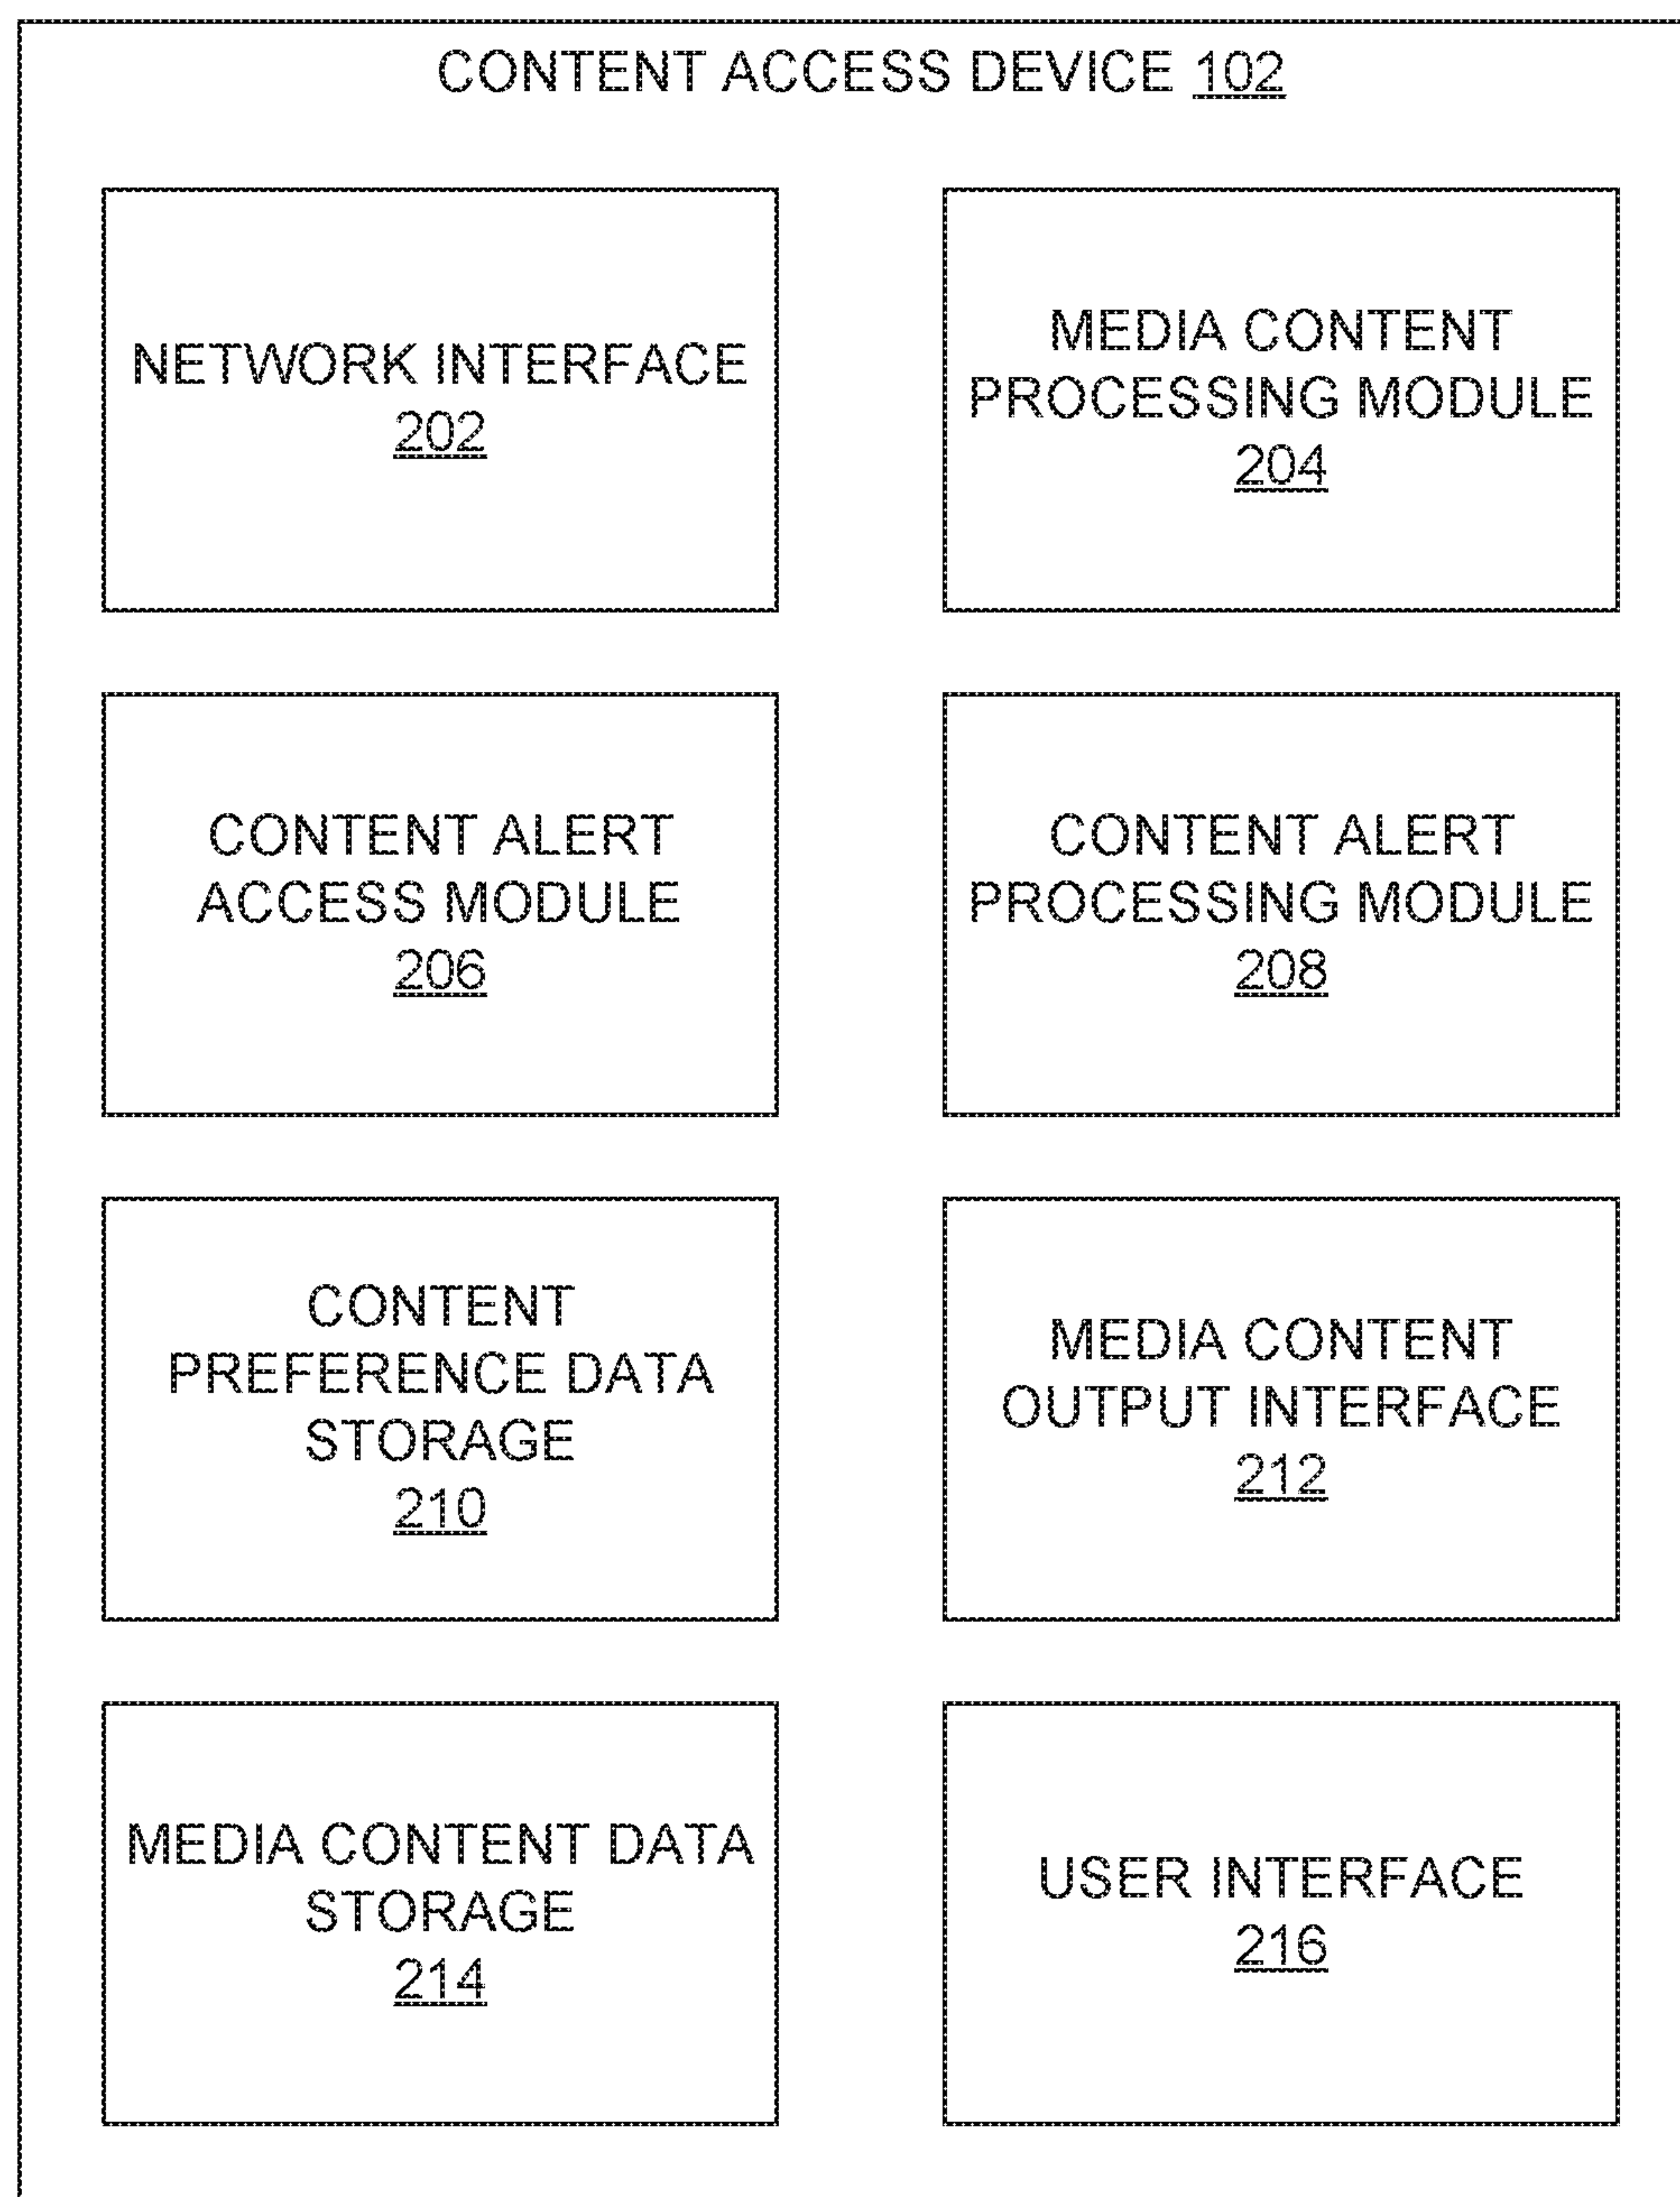 CONTENT ACCESS DEVICE 102
NETWORK INTERFACE
202
MEDIA CONTENT
PROCESSING MODULE
204
CONTENT ALERT
ACCESS MODULE
206
CONTENT ALERT
PROCESSING MODULE
208
CONTENT
PREFERENCE DATA
STORAGE
210
MEDIA CONTENT
OUTPUT INTERFACE
212
MEDIA CONTENT DATA
STORAGE
214
USER INTERFACE
216